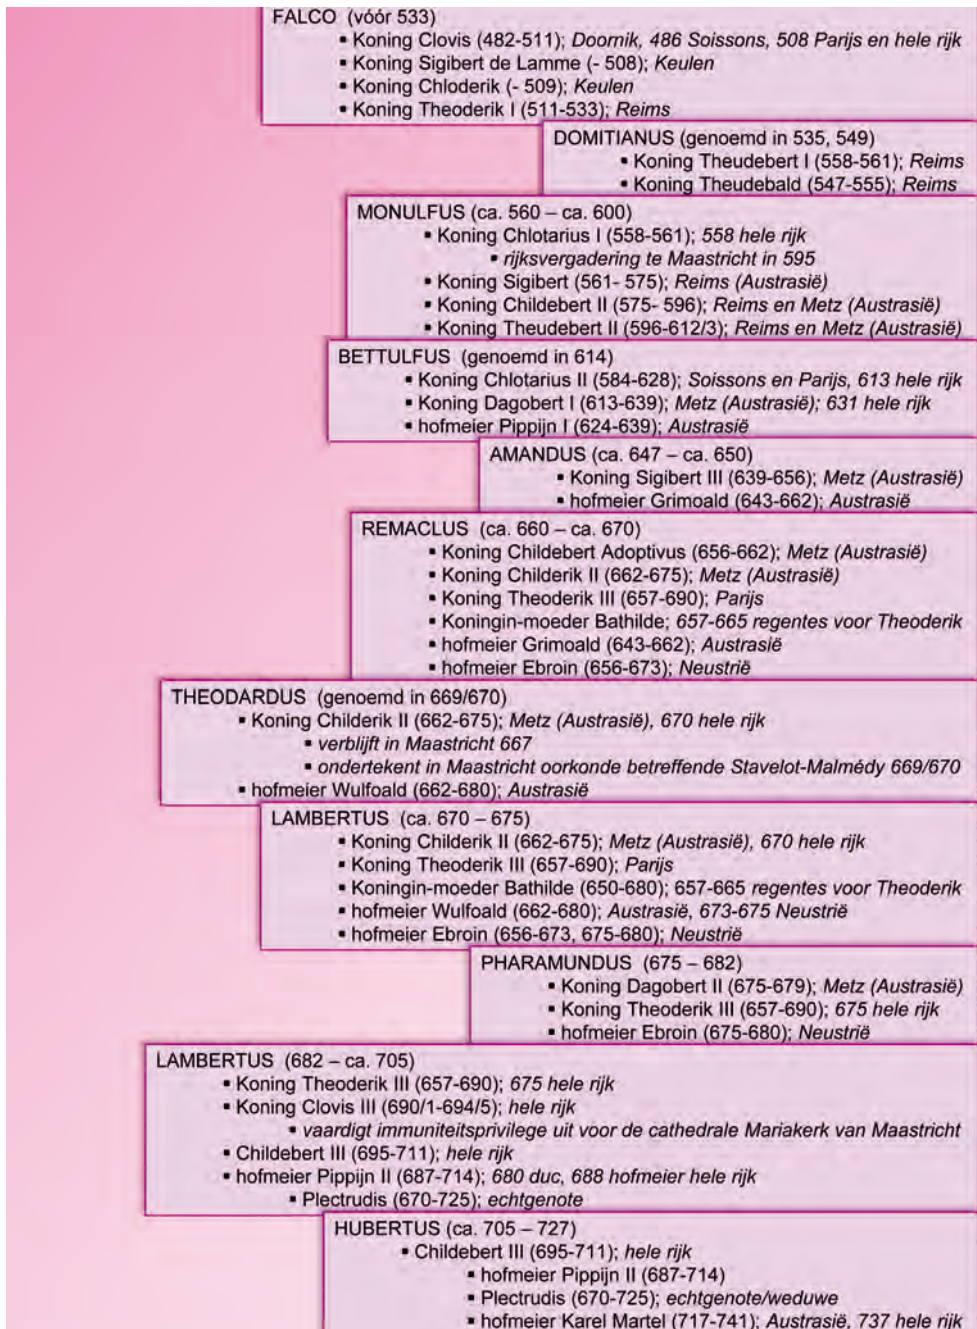 FALCO (vóór 533)
▪ Koning Clovis (482-511); Doornik, 486 Soissons, 508 Parijs en hele rijk
▪ Koning Sigibert de Lamme (- 508); Keulen
▪ Koning Chloderik (- 509); Keulen
▪ Koning Theoderik I (511-533); Reims
DOMITIANUS (genoemd in 535, 549)
▪ Koning Theudebert I (558-561); Reims
▪ Koning Theudebald (547-555); Reims
MONULFUS (ca. 560 – ca. 600)
▪ Koning Chlotarius I (558-561); 558 hele rijk
▪ rijksvergadering te Maastricht in 595
▪ Koning Sigibert (561- 575); Reims (Austrasië)
▪ Koning Childebert II (575- 596); Reims en Metz (Austrasië)
▪ Koning Theudebert II (596-612/3); Reims en Metz (Austrasië)
BETTULFUS (genoemd in 614)
▪ Koning Chlotarius II (584-628); Soissons en Parijs, 613 hele rijk
▪ Koning Dagobert I (613-639); Metz (Austrasië); 631 hele rijk
▪ hofmeier Pippijn I (624-639); Austrasië
AMANDUS (ca. 647 – ca. 650)
▪ Koning Sigibert III (639-656); Metz (Austrasië)
▪ hofmeier Grimoald (643-662); Austrasië
REMACLUS (ca. 660 – ca. 670)
▪ Koning Childebert Adoptivus (656-662); Metz (Austrasië)
▪ Koning Childerik II (662-675); Metz (Austrasië)
▪ Koning Theoderik III (657-690); Parijs
▪ Koningin-moeder Bathilde; 657-665 regentes voor Theoderik
▪ hofmeier Grimoald (643-662); Austrasië
▪ hofmeier Ebroin (656-673); Neustrië
THEODARDUS (genoemd in 669/670)
▪ Koning Childerik II (662-675); Metz (Austrasië), 670 hele rijk
▪ verblijft in Maastricht 667
▪ ondertekent in Maastricht oorkonde betreffende Stavelot-Malmédy 669/670
▪ hofmeier Wulfoald (662-680); Austrasië
LAMBERTUS (ca. 670 – 675)
▪ Koning Childerik II (662-675); Metz (Austrasië), 670 hele rijk
▪ Koning Theoderik III (657-690); Parijs
▪ Koningin-moeder Bathilde (650-680); 657-665 regentes voor Theoderik
▪ hofmeier Wulfoald (662-680); Austrasië, 673-675 Neustrië
▪ hofmeier Ebroin (656-673, 675-680); Neustrië
PHARAMUNDUS (675 – 682)
▪ Koning Dagobert II (675-679); Metz (Austrasië)
▪ Koning Theoderik III (657-690); 675 hele rijk
▪ hofmeier Ebroin (675-680); Neustrië
LAMBERTUS (682 – ca. 705)
▪ Koning Theoderik III (657-690); 675 hele rijk
▪ Koning Clovis III (690/1-694/5); hele rijk
▪ vaardigt immuniteitsprivilege uit voor de cathedrale Mariakerk van Maastricht
▪ Childebert III (695-711); hele rijk
▪ hofmeier Pippijn II (687-714); 680 duc, 688 hofmeier hele rijk
▪ Plectrudis (670-725); echtgenote
HUBERTUS (ca. 705 – 727)
▪ Childebert III (695-711); hele rijk
▪ hofmeier Pippijn II (687-714)
▪ Plectrudis (670-725); echtgenote/weduwe
▪ hofmeier Karel Martel (717-741); Austrasië, 737 hele rijk